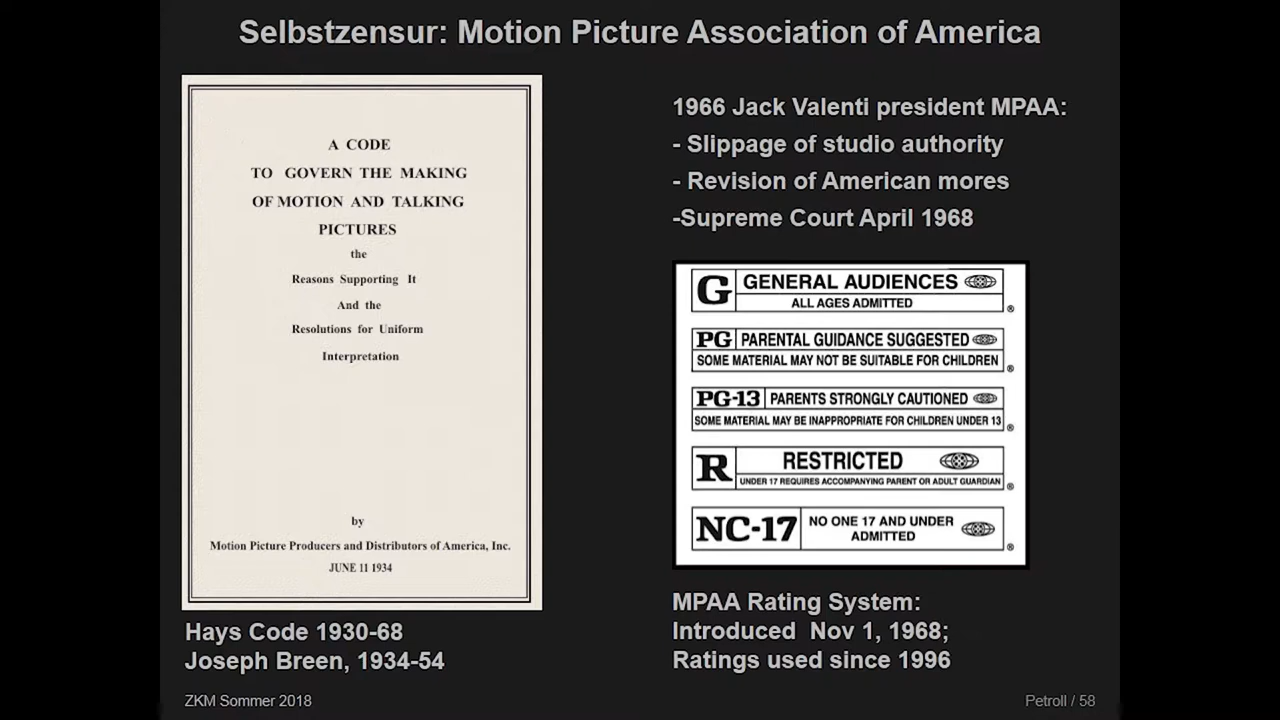 Selbstzensur: Motion Picture Association of America
A CODE
TO GOVERN THE MAKING
OF MOTION AND TALKING
PICTURES
the
Reasons Supporting It
And the
Resolutions for Uniform
Interpretation
by
Motion Picture Producers and Distributors of America, Inc.
JUNE 11 1934
Hays Code 1930-68
Joseph Breen, 1934-54
1966 Jack Valenti president MPAA:
- Slippage of studio authority
- Revision of American mores
-Supreme Court April 1968
G GENERAL AUDIENCES
ALL AGES ADMITTED ®
PG PARENTAL GUIDANCE SUGGESTED
SOME MATERIAL MAY NOT BE SUITABLE FOR CHILDREN ®
PG-13 PARENTS STRONGLY CAUTIONED
SOME MATERIAL MAY BE INAPPROPRIATE FOR CHILDREN UNDER 13 ®
R RESTRICTED
UNDER 17 REQUIRES ACCOMPANYING PARENT OR ADULT GUARDIAN ®
NC-17 NO ONE 17 AND UNDER
ADMITTED ®
MPAA Rating System:
Introduced Nov 1, 1968;
Ratings used since 1996
ZKM Sommer 2018
Petroll / 58